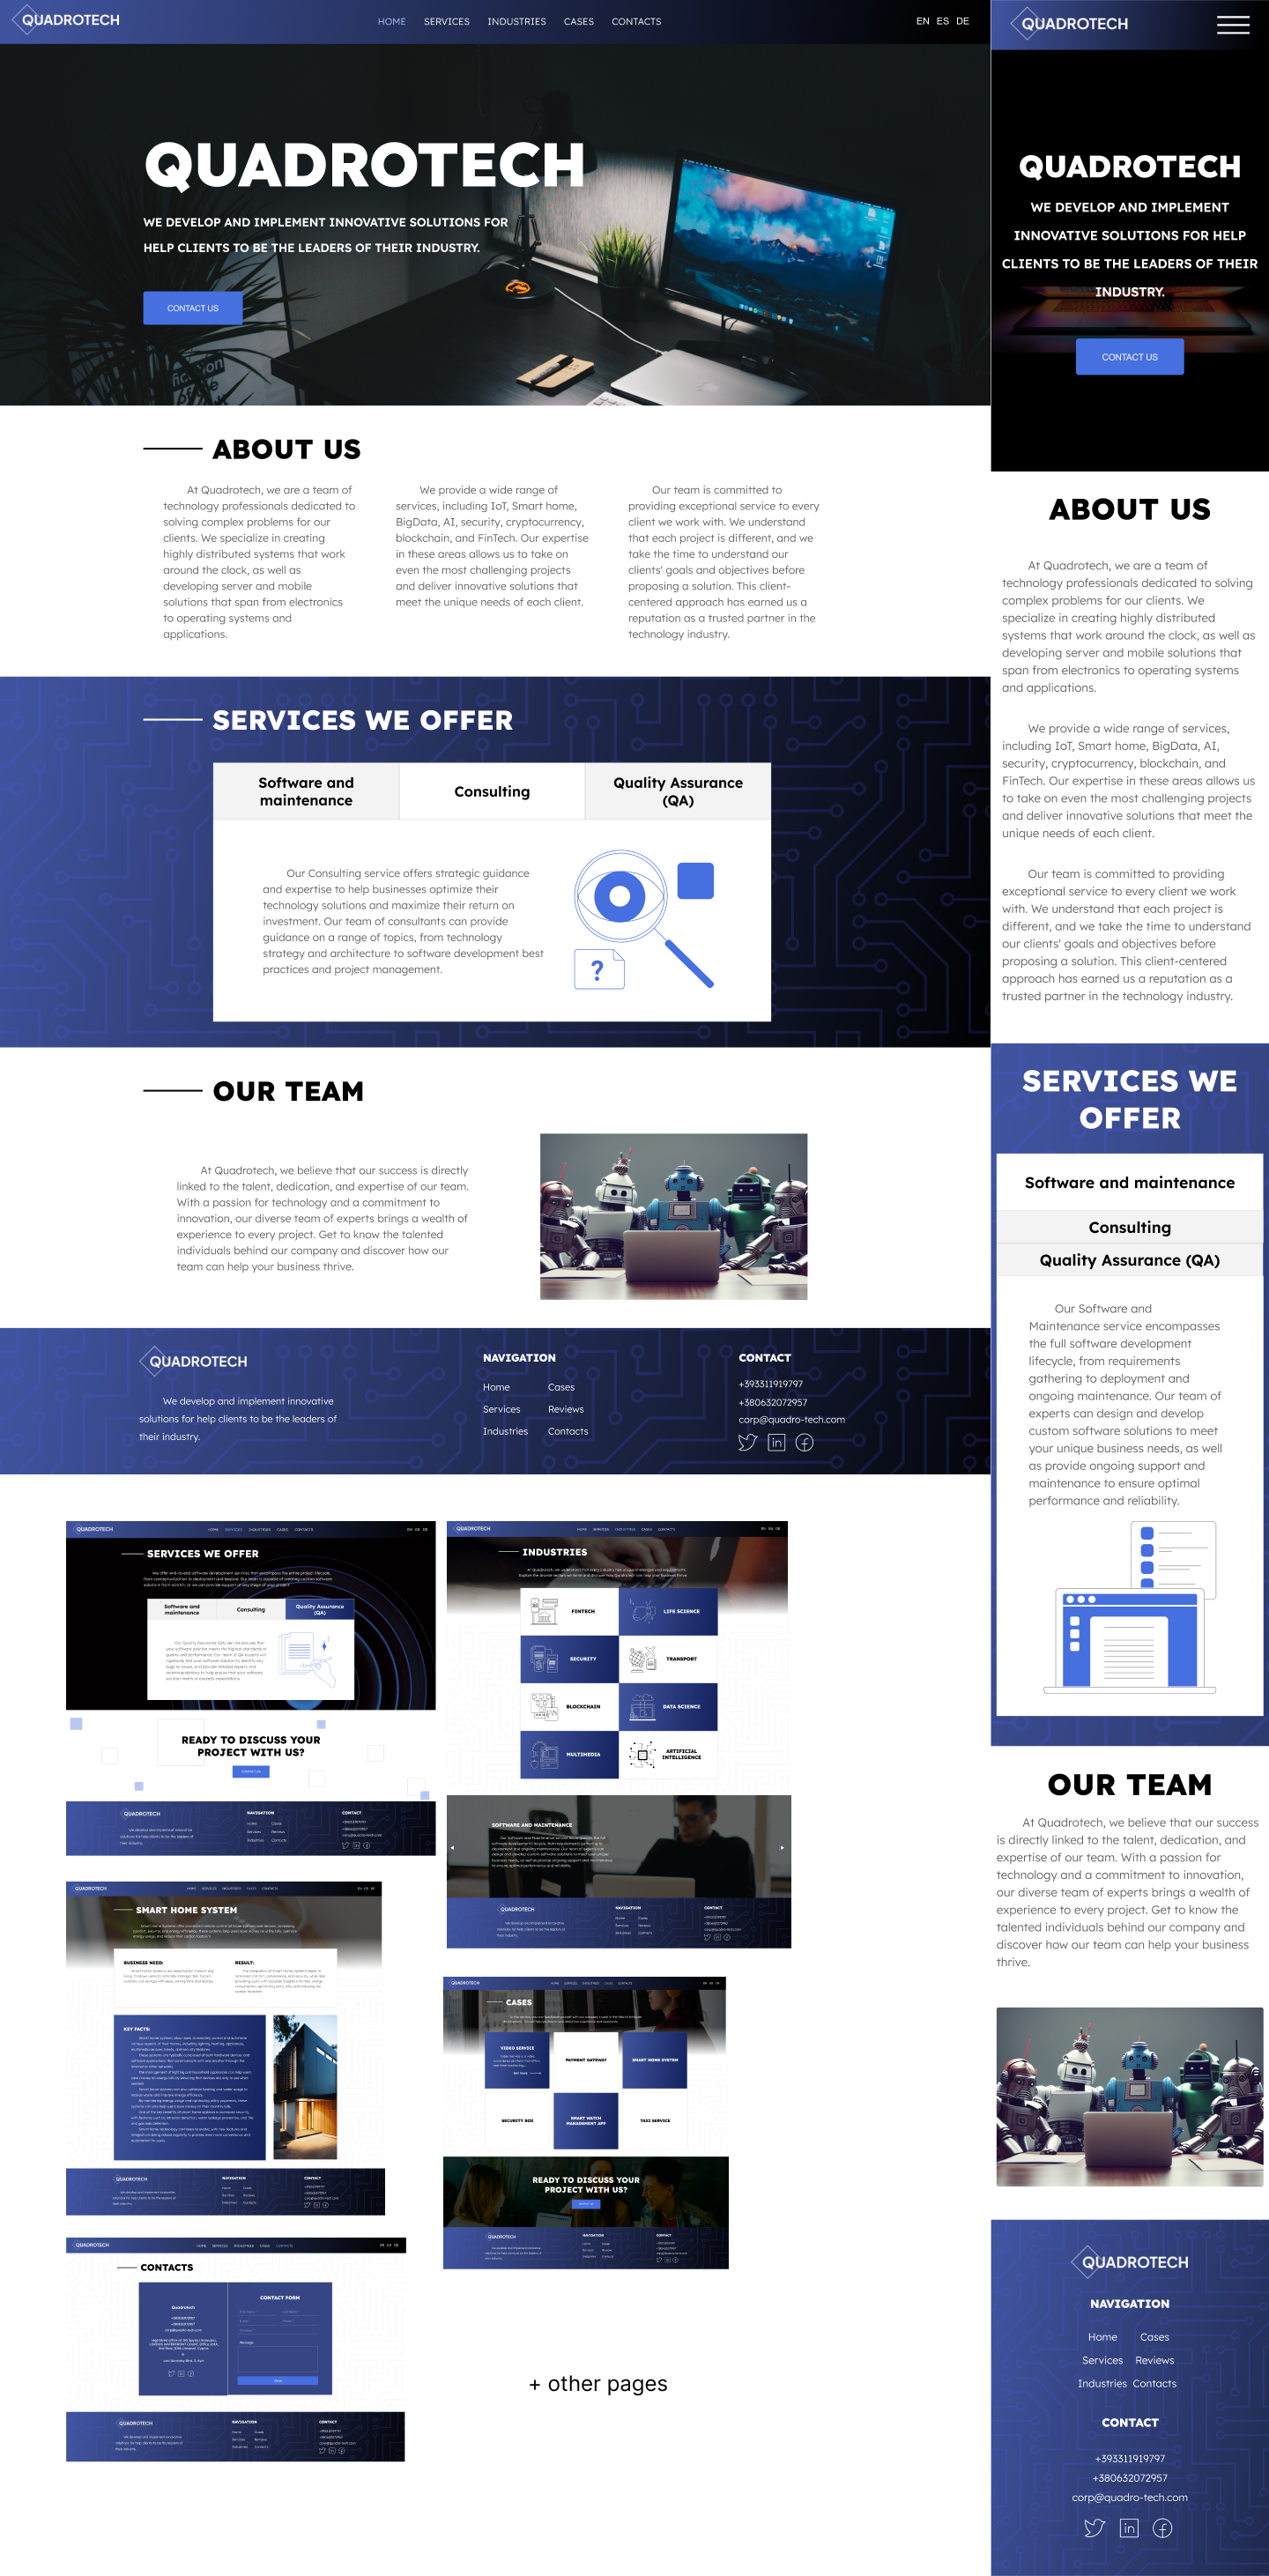 QUADROTECH
HOME SERVICES INDUSTRIES CASES CONTACTS
EN ES DE
QUADROTECH
WE DEVELOP AND IMPLEMENT INNOVATIVE SOLUTIONS FOR
HELP CLIENTS TO BE THE LEADERS OF THEIR INDUSTRY.
CONTACT US
ABOUT US
At Quadrotech, we are a team of
technology professionals dedicated to
solving complex problems for our
clients. We specialize in creating
highly distributed systems that work
around the clock, as well as
developing server and mobile
solutions that span from electronics
to operating systems and
applications.
We provide a wide range of
services, including IoT, Smart home,
BigData, AI, security, cryptocurrency,
blockchain, and FinTech. Our expertise
in these areas allows us to take on
even the most challenging projects
and deliver innovative solutions that
meet the unique needs of each client.
Our team is committed to
providing exceptional service to every
client we work with. We understand
that each project is different, and we
take the time to understand our
clients' goals and objectives before
proposing a solution. This client-
centered approach has earned us a
reputation as a trusted partner in the
technology industry.
SERVICES WE OFFER
Software and
maintenance
Consulting
Quality Assurance
(QA)
Our Consulting service offers strategic guidance
and expertise to help businesses optimize their
technology solutions and maximize their return on
investment. Our team of consultants can provide
guidance on a range of topics, from technology
strategy and architecture to software development best
practices and project management.
?
OUR TEAM
At Quadrotech, we believe that our success is directly
linked to the talent, dedication, and expertise of our team.
With a passion for technology and a commitment to
innovation, our diverse team of experts brings a wealth of
experience to every project. Get to know the talented
individuals behind our company and discover how our
team can help your business thrive.
QUADROTECH
We develop and implement innovative
solutions for help clients to be the leaders of
their industry.
NAVIGATION
Home Cases
Services Reviews
Industries Contacts
CONTACT
+393311919797
+380632072957
corp@quadro-tech.com
QUADROTECH
QUADROTECH
WE DEVELOP AND IMPLEMENT
INNOVATIVE SOLUTIONS FOR HELP
CLIENTS TO BE THE LEADERS OF THEIR
INDUSTRY.
CONTACT US
ABOUT US
At Quadrotech, we are a team of
technology professionals dedicated to solving
complex problems for our clients. We
specialize in creating highly distributed
systems that work around the clock, as well as
developing server and mobile solutions that
span from electronics to operating systems
and applications.
We provide a wide range of services,
including IoT, Smart home, BigData, AI,
security, cryptocurrency, blockchain, and
FinTech. Our expertise in these areas allows us
to take on even the most challenging projects
and deliver innovative solutions that meet the
unique needs of each client.
Our team is committed to providing
exceptional service to every client we work
with. We understand that each project is
different, and we take the time to understand
our clients' goals and objectives before
proposing a solution. This client-centered
approach has earned us a reputation as a
trusted partner in the technology industry.
SERVICES WE
OFFER
Software and maintenance
Consulting
Quality Assurance (QA)
Our Software and
Maintenance service encompasses
the full software development
lifecycle, from requirements
gathering to deployment and
ongoing maintenance. Our team of
experts can design and develop
custom software solutions to meet
your unique business needs, as well
as provide ongoing support and
maintenance to ensure optimal
performance and reliability.
OUR TEAM
At Quadrotech, we believe that our success
is directly linked to the talent, dedication, and
expertise of our team. With a passion for
technology and a commitment to innovation,
our diverse team of experts brings a wealth of
experience to every project. Get to know the
talented individuals behind our company and
discover how our team can help your business
thrive.
QUADROTECH
NAVIGATION
Home Cases
Services Reviews
Industries Contacts
CONTACT
+393311919797
+380632072957
corp@quadro-tech.com
QUADROTECH
SERVICES WE OFFER
Software and
maintenance
Consulting
Quality Assurance
(QA)
READY TO DISCUSS YOUR
PROJECT WITH US?
QUADROTECH
NAVIGATION
CONTACT
QUADROTECH
INDUSTRIES
FINTECH
LIFE SCIENCE
SECURITY
TRANSPORT
BLOCKCHAIN
DATA SCIENCE
MULTIMEDIA
ARTIFICIAL
INTELLIGENCE
SOFTWARE AND MAINTENANCE
QUADROTECH
NAVIGATION
CONTACT
QUADROTECH
SMART HOME SYSTEM
BUSINESS NEED:
RESULT:
KEY FACTS:
QUADROTECH
NAVIGATION
CONTACT
QUADROTECH
CASES
VIDEO SERVICE
PAYMENT GATEWAY
SMART HOME SYSTEM
SECURITY BOX
SMART WATCH
MANAGEMENT APP
TAXI SERVICE
READY TO DISCUSS YOUR
PROJECT WITH US?
QUADROTECH
NAVIGATION
CONTACT
QUADROTECH
CONTACTS
Quadrotech
CONTACT FORM
Message
QUADROTECH
NAVIGATION
CONTACT
+ other pages